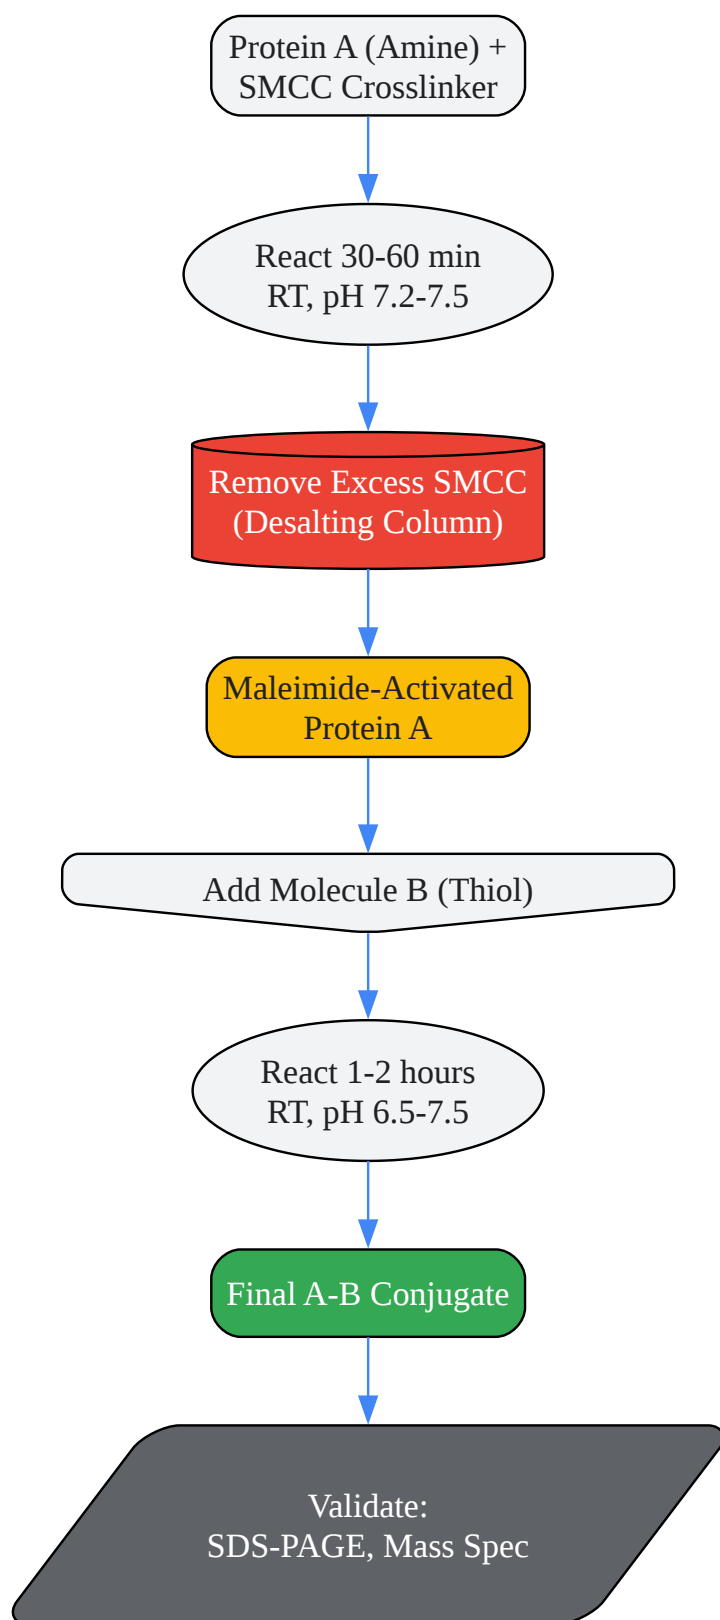 Protein A (Amine) +
SMCC Crosslinker
React 30-60 min
RT, pH 7.2-7.5
Remove Excess SMCC
(Desalting Column)
Maleimide-Activated
Protein A
Add Molecule B (Thiol)
React 1-2 hours
RT, pH 6.5-7.5
Final A-B Conjugate
Validate:
SDS-PAGE, Mass Spec